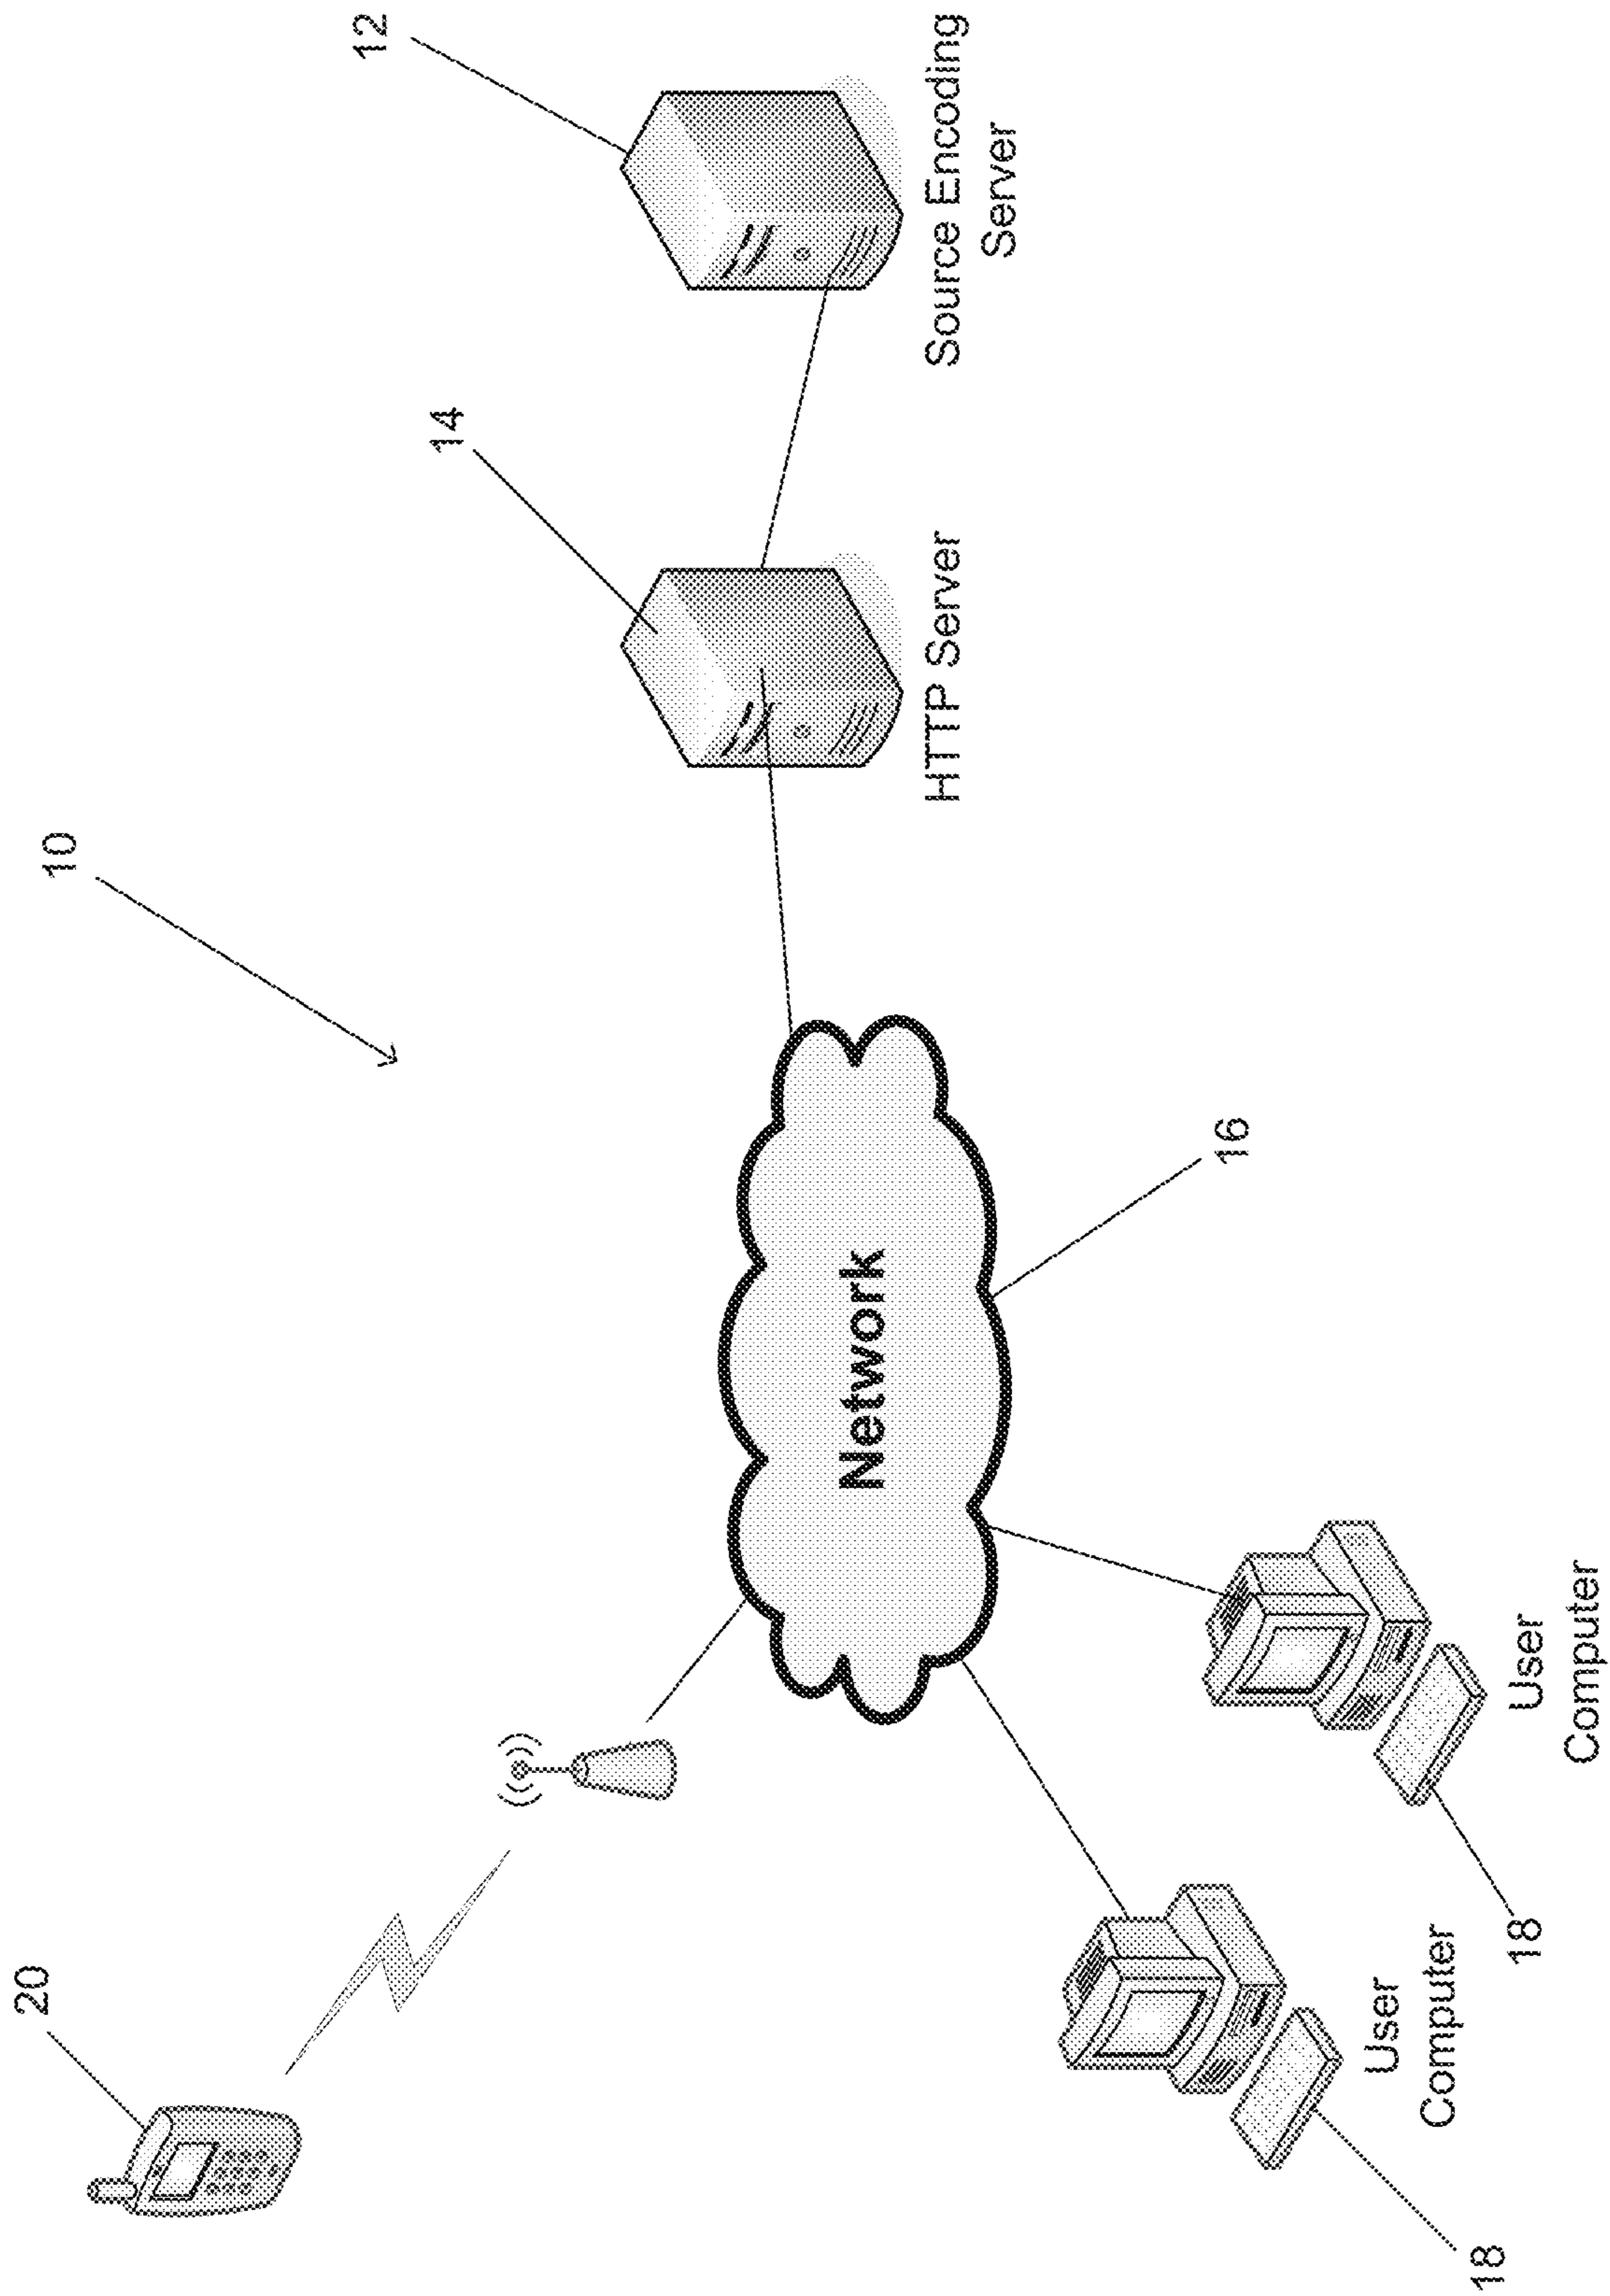 20
10
14
12
HTTP Server
Source Encoding
Server
Network
16
User
Computer
18
User
Computer
18